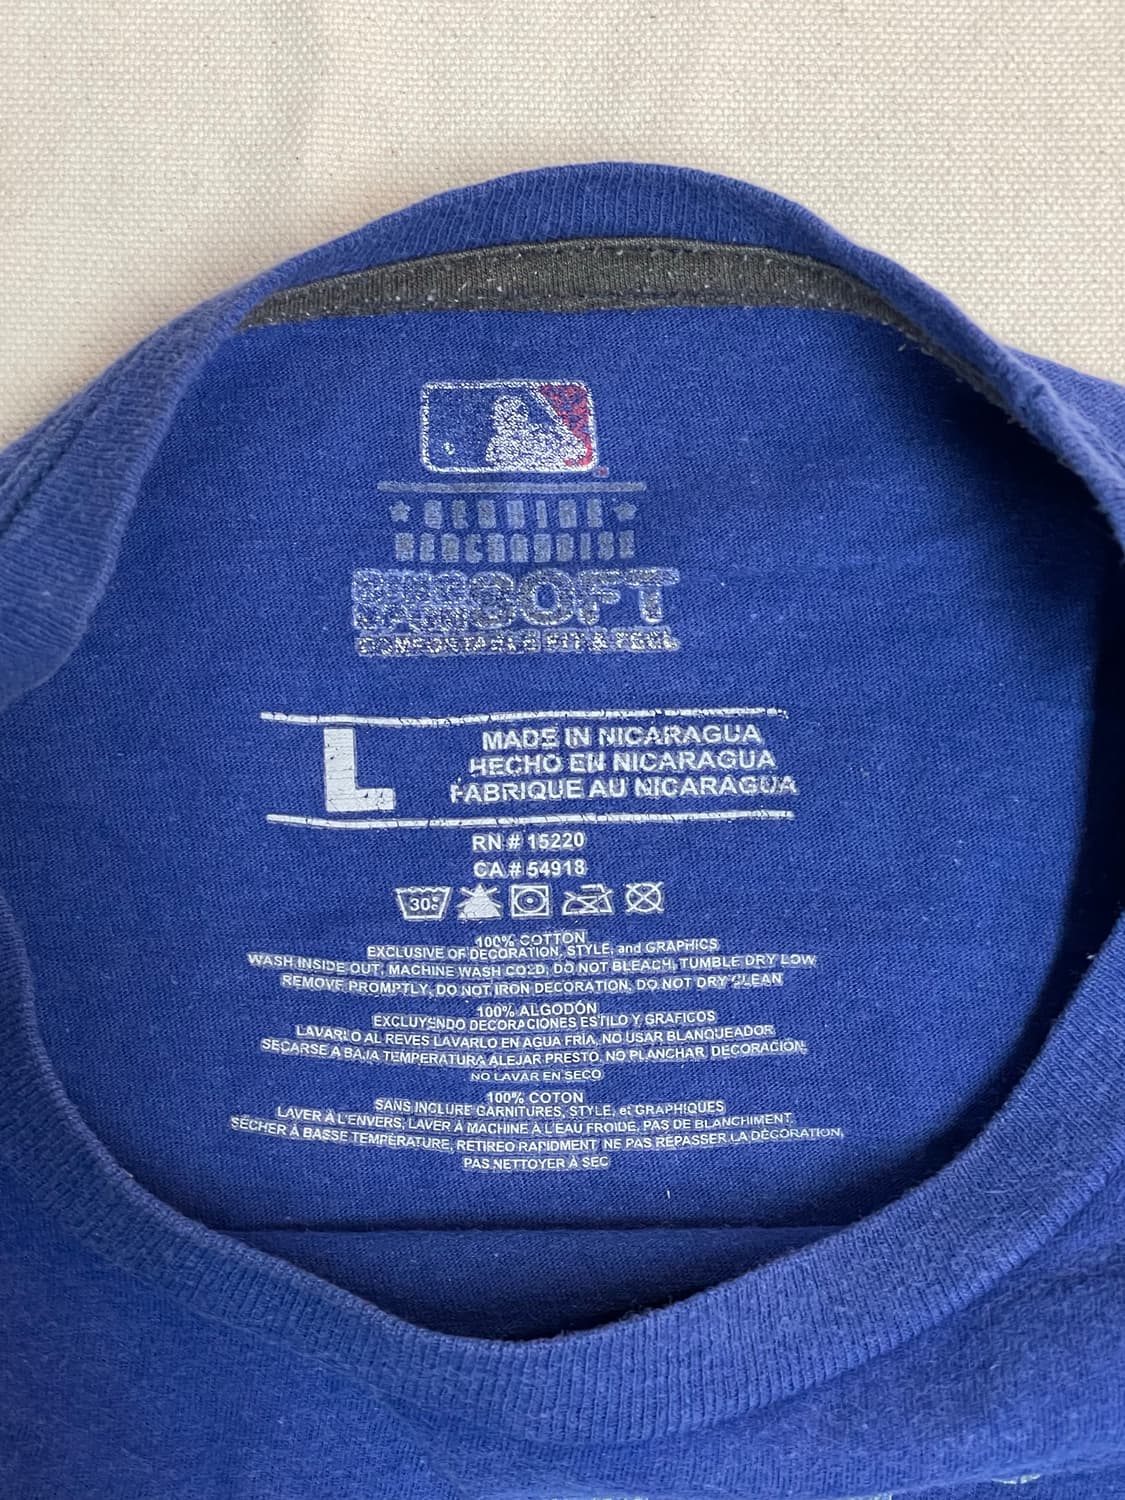 GENUINE
MERCHANDISE
SOFT
COMFORTABLE FIT & FEEL
L
MADE IN NICARAGUA
HECHO EN NICARAGUA
FABRIQUE AU NICARAGUA
RN # 15220
CA # 54918
30c
100% COTTON
EXCLUSIVE OF DECORATION, STYLE, and GRAPHICS
WASH INSIDE OUT, MACHINE WASH COLD, DO NOT BLEACH, TUMBLE DRY LOW
REMOVE PROMPTLY, DO NOT IRON DECORATION, DO NOT DRY CLEAN
100% ALGODÓN
EXCLUYENDO DECORACIONES ESTILO Y GRAFICOS
LAVARLO AL REVES LAVARLO EN AGUA FRIA, NO USAR BLANQUEADOR
SECARSE A BAJA TEMPERATURA ALEJAR PRESTO, NO PLANCHAR, DECORACIÓN,
NO LAVAR EN SECO
100% COTON
SANS INCLURE GARNITURES, STYLE, et GRAPHIQUES
LAVER À L'ENVERS, LAVER À MACHINE À L'EAU FROIDE, PAS DE BLANCHIMENT,
SÉCHER À BASSE TEMPÉRATURE, RETIREO RAPIDMENT, NE PAS RÉPASSER LA DÉCORATION,
PAS NETTOYER À SEC